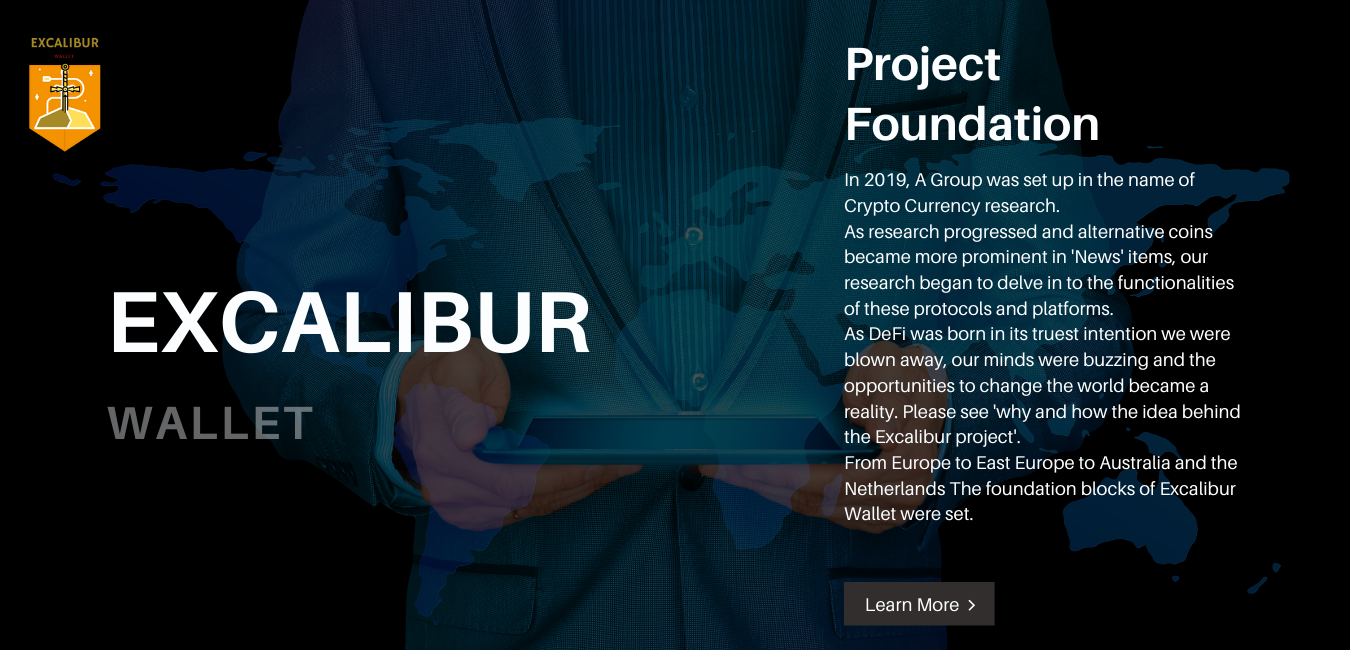 EXCALIBUR
WALLET
EXCALIBUR
WALLET
Project
Foundation
In 2019, A Group was set up in the name of
Crypto Currency research.
As research progressed and alternative coins
became more prominent in 'News' items, our
research began to delve in to the functionalities
of these protocols and platforms.
As DeFi was born in its truest intention we were
blown away, our minds were buzzing and the
opportunities to change the world became a
reality. Please see 'why and how the idea behind
the Excalibur project'.
From Europe to East Europe to Australia and the
Netherlands The foundation blocks of Excalibur
Wallet were set.
Learn More